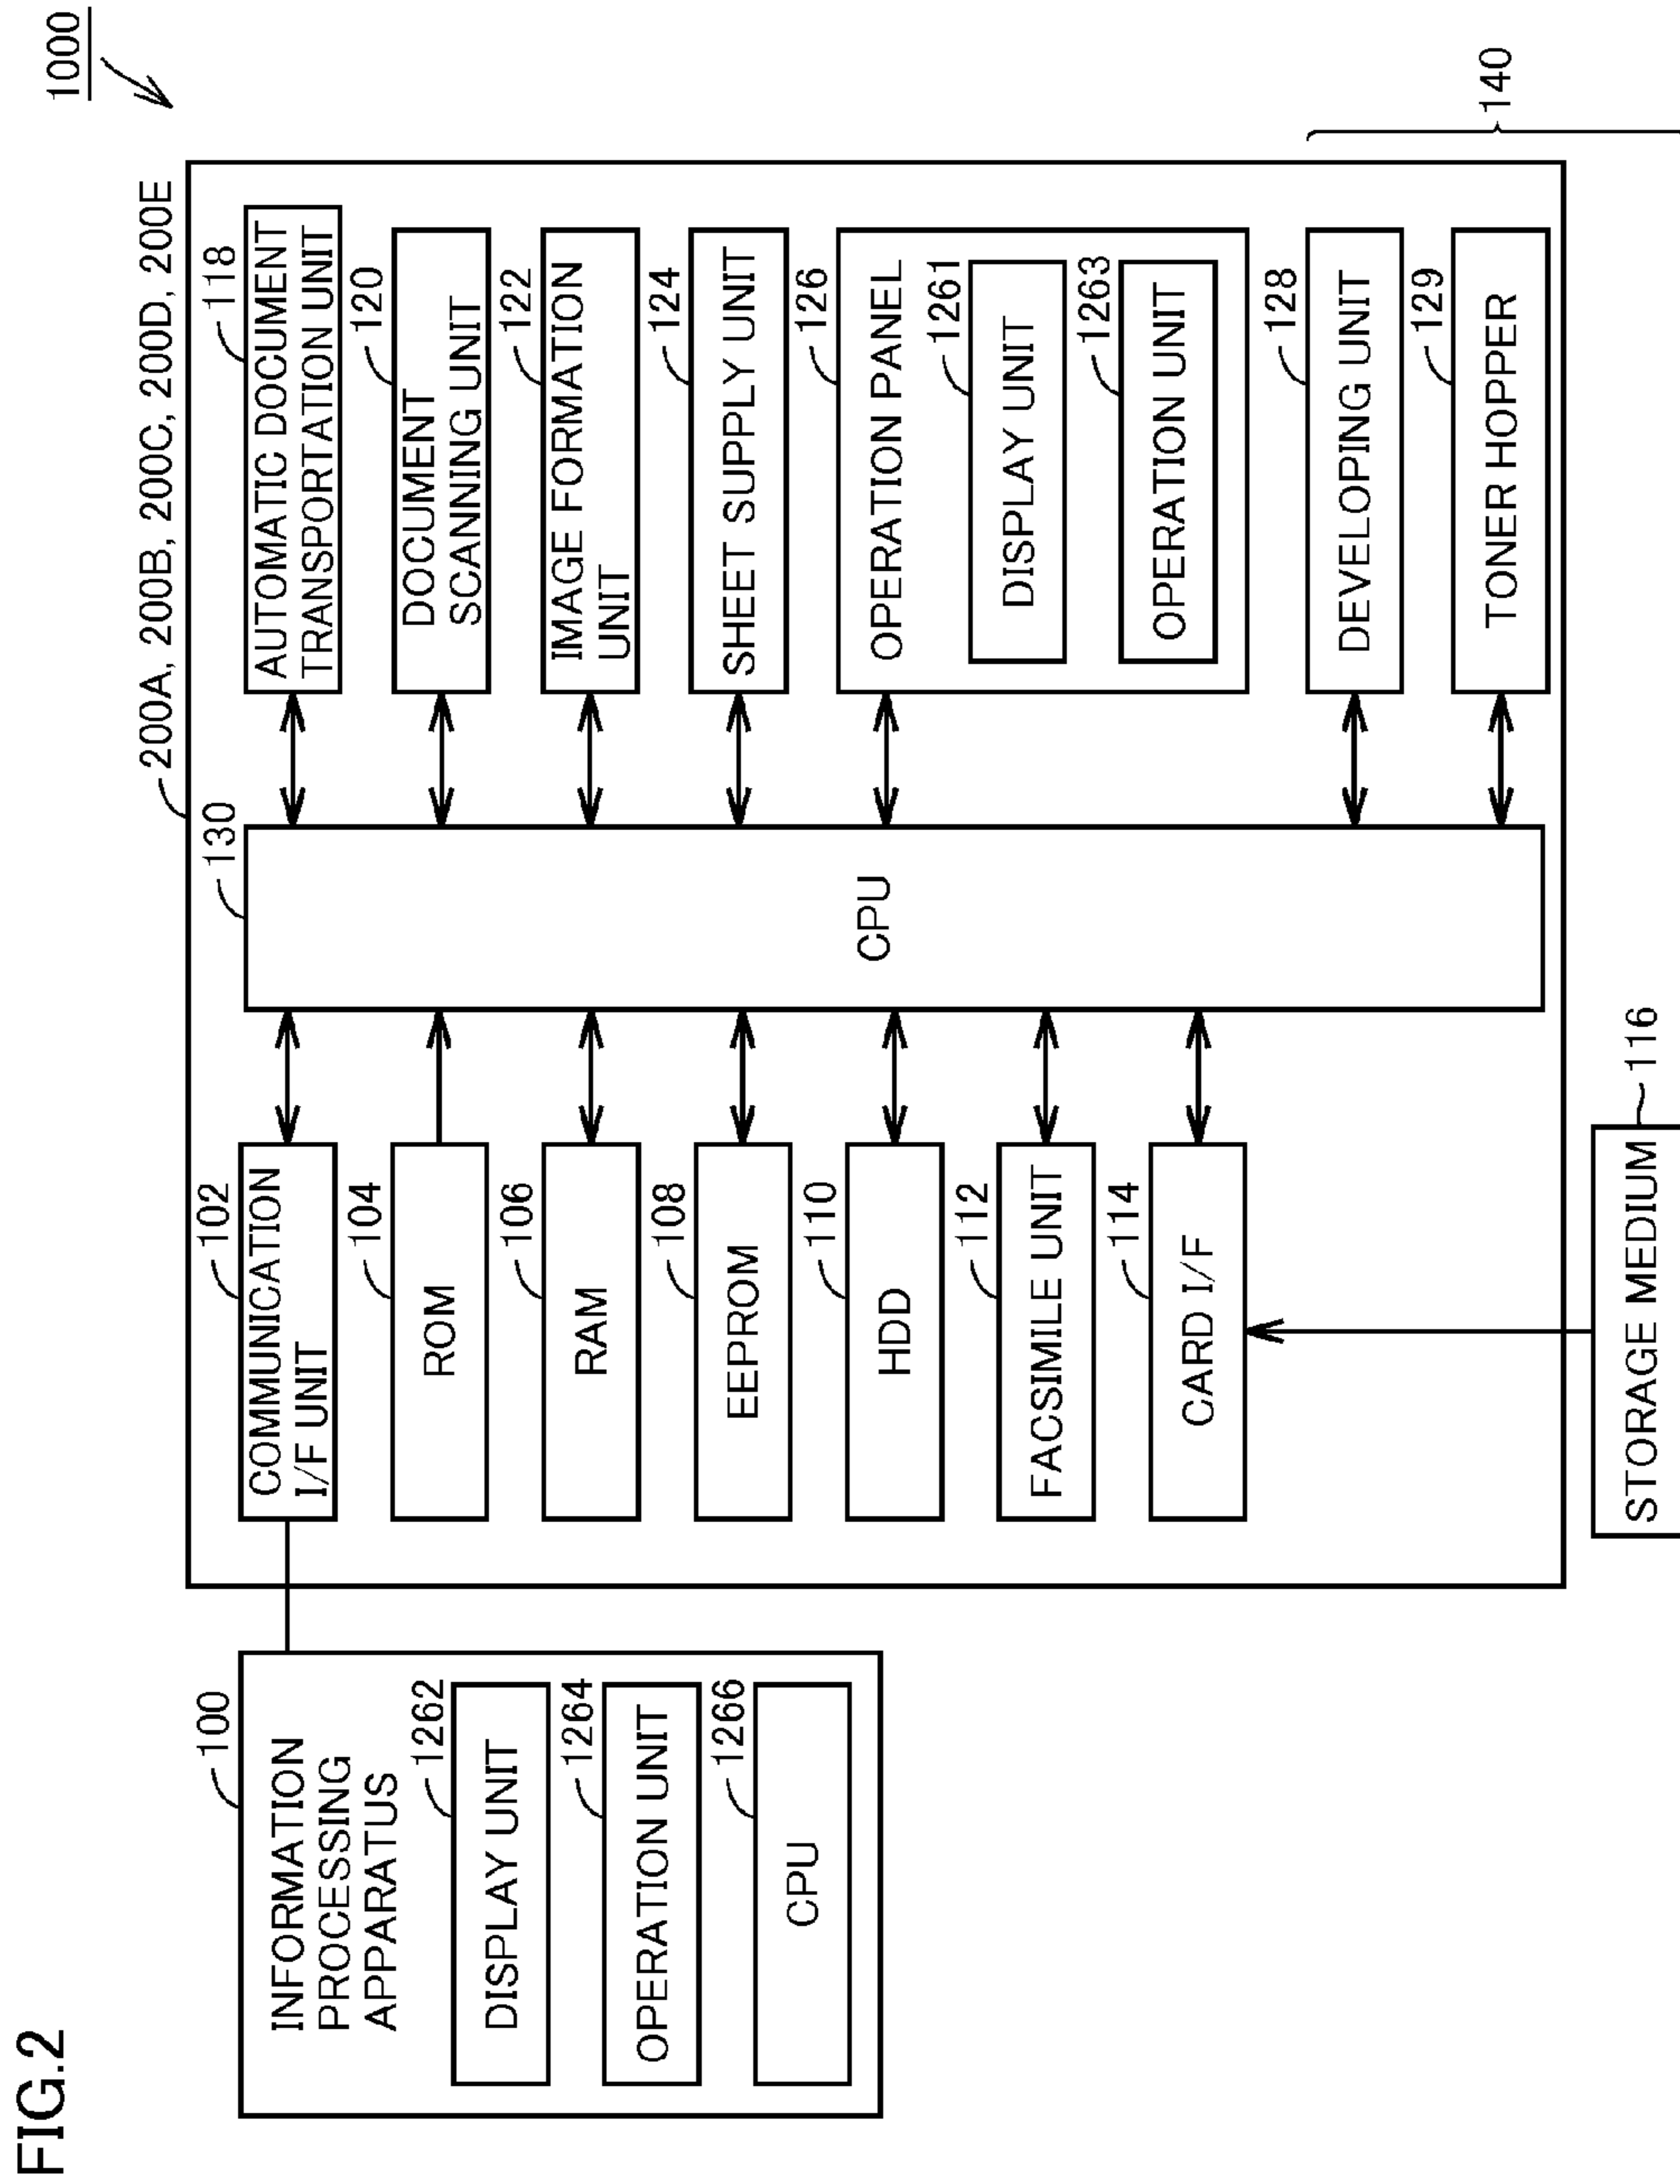 FIG.2
1000
200A, 200B, 200C, 200D, 200E
100
INFORMATION
PROCESSING
APPARATUS
1262
DISPLAY UNIT
1264
OPERATION UNIT
1266
CPU
102
COMMUNICATION
I/F UNIT
104
ROM
106
RAM
108
EEPROM
110
HDD
112
FACSIMILE UNIT
114
CARD I/F
STORAGE MEDIUM
116
130
CPU
118
AUTOMATIC DOCUMENT
TRANSPORTATION UNIT
120
DOCUMENT
SCANNING UNIT
122
IMAGE FORMATION
UNIT
124
SHEET SUPPLY UNIT
126
OPERATION PANEL
1261
DISPLAY UNIT
1263
OPERATION UNIT
128
DEVELOPING UNIT
129
TONER HOPPER
140